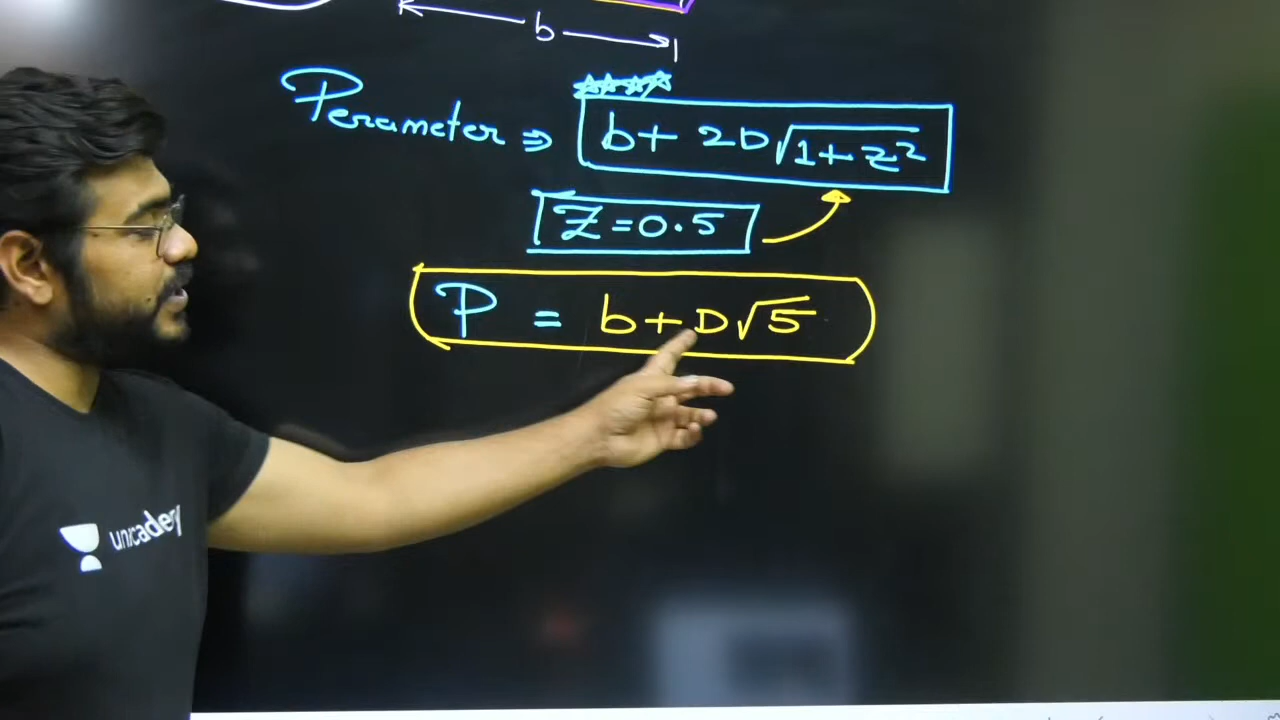 b
Perameter ⇒ b + 2D√1+z²
Z = 0.5
P = b + D√5
unacademy